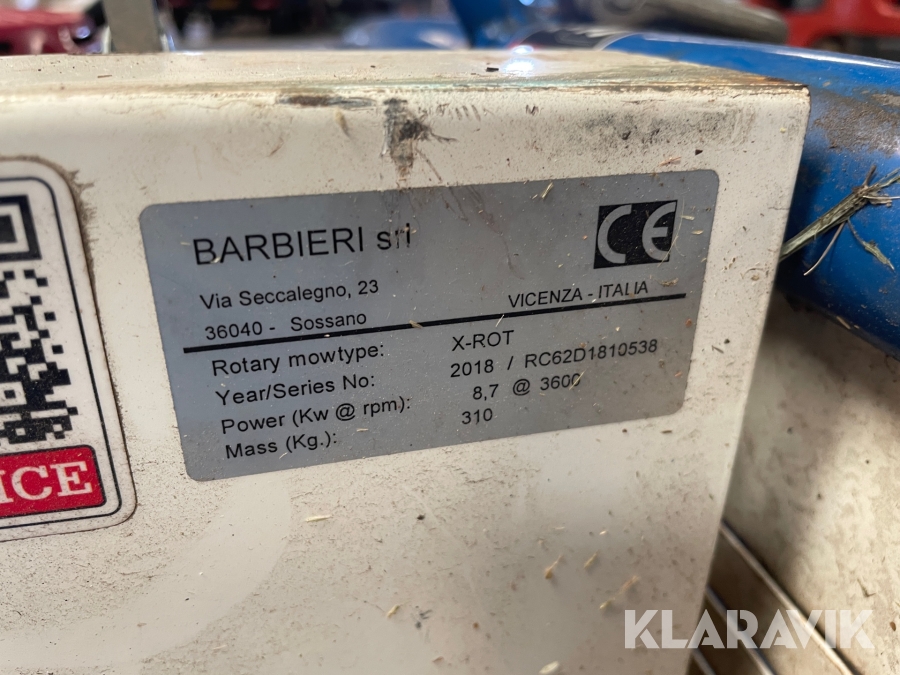 BARBIERI srl
Via Seccalegno, 23
36040 - Sossano
VICENZA - ITALIA
Rotary mowtype: X-ROT
Year/Series No: 2018 / RC62D1810538
Power (Kw @ rpm): 8,7 @ 3600
Mass (Kg.): 310
CE
ICE
KLARAVIK